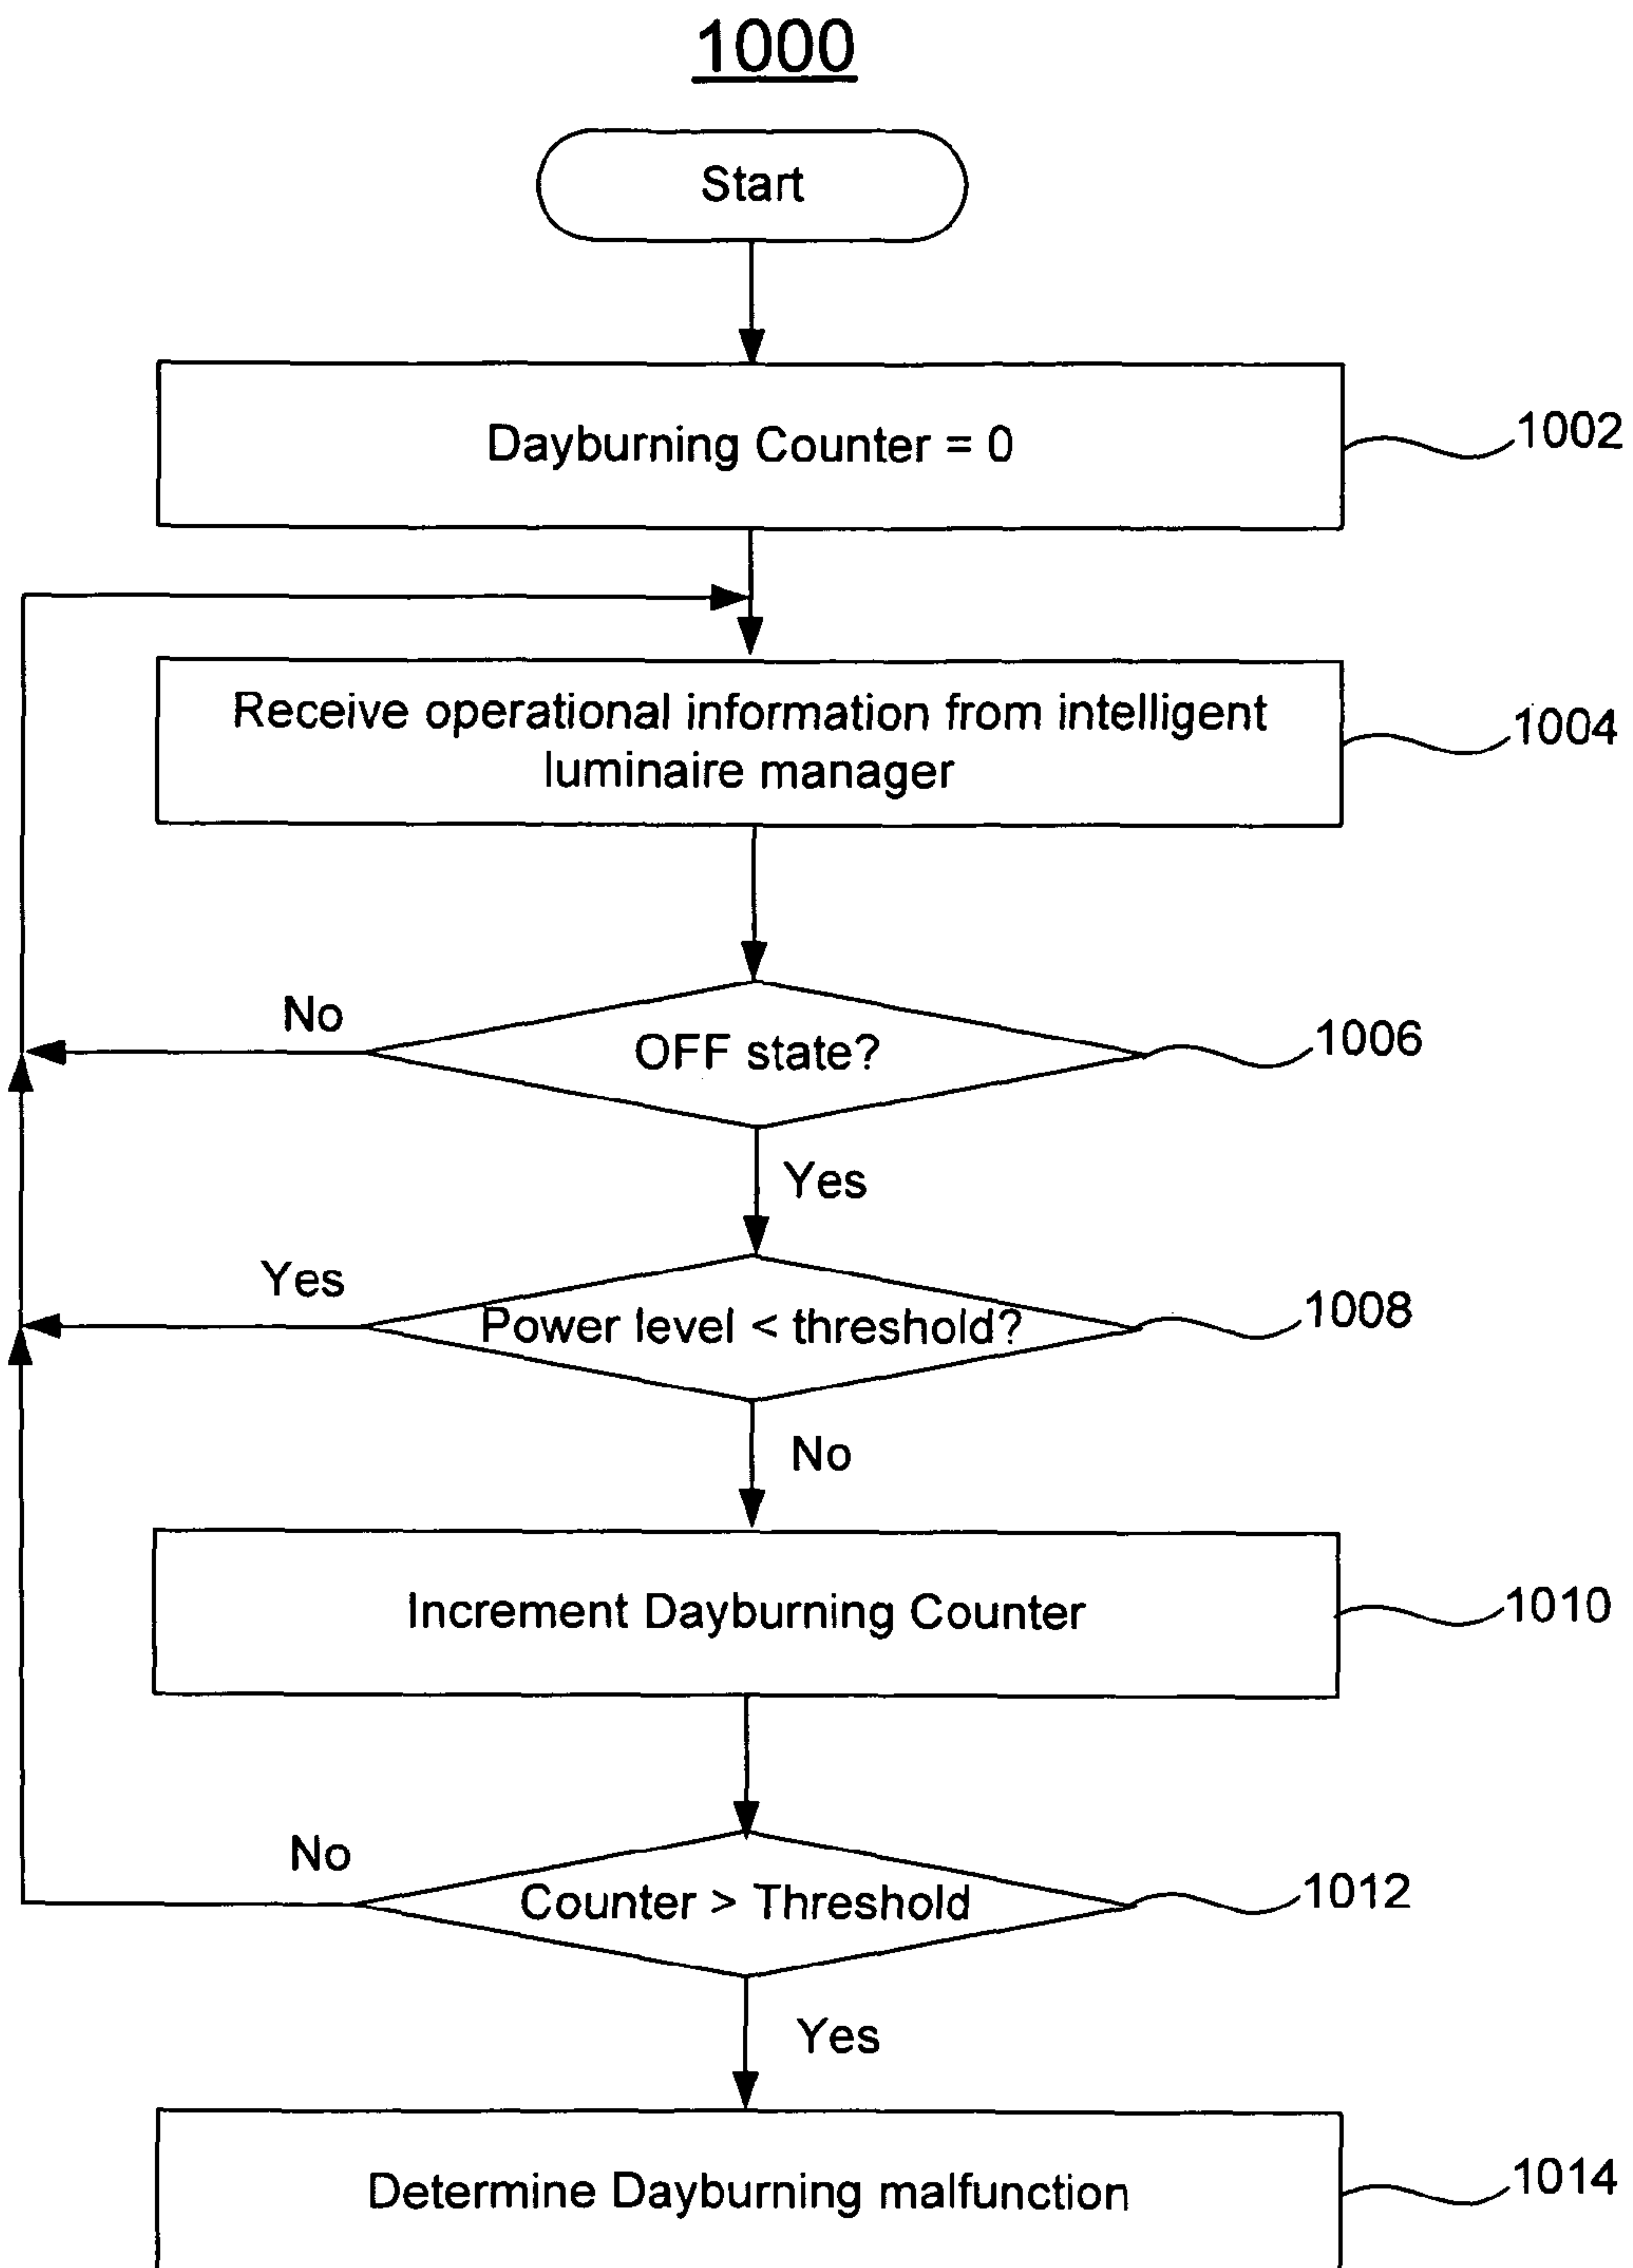 1000
Start
Dayburning Counter = 0
1002
Receive operational information from intelligent
luminaire manager
1004
No
OFF state?
1006
Yes
Yes
Power level < threshold?
1008
No
Increment Dayburning Counter
1010
No
Counter > Threshold
1012
Yes
Determine Dayburning malfunction
1014